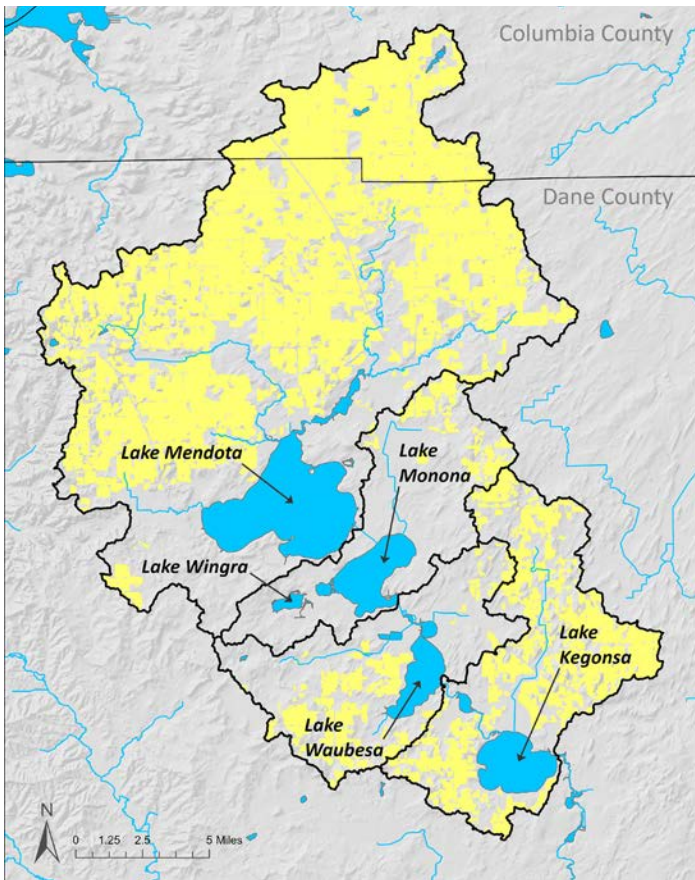 Columbia County
Dane County
Lake Mendota
Lake
Monona
Lake Wingra
Lake
Kegonsa
Lake
Waubesa
N
0 1.25 2.5 5 Miles